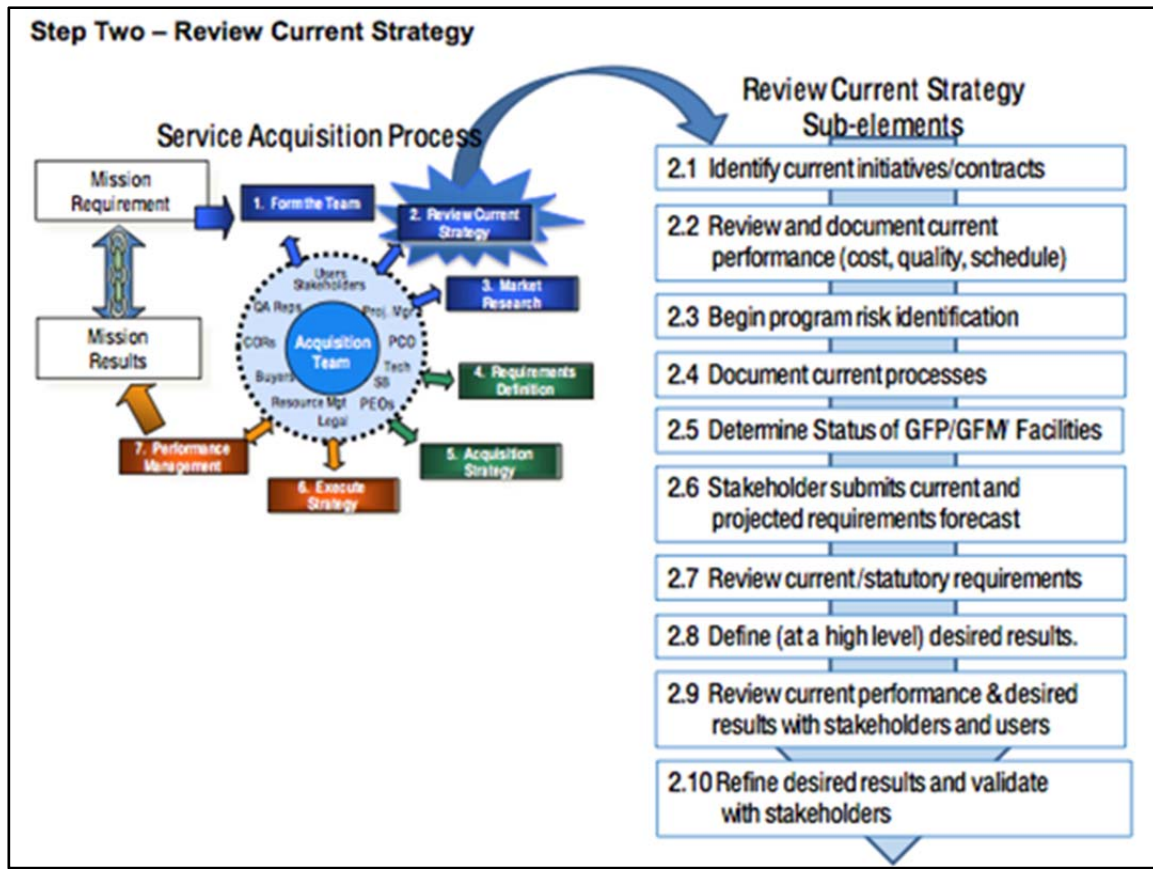 Step Two – Review Current Strategy
Service Acquisition Process
Mission
Requirement
Mission
Results
1. Form the Team
2. Review Current
Strategy
3. Market
Research
4. Requirements
Definition
5. Acquisition
Strategy
6. Execute
Strategy
7. Performance
Management
Users
Stakeholders
QA Reps
Proj. Mgr
CORs
PCO
Acquisition
Team
Tech
Buyers
SB
Resource Mgt
PEOs
Legal
Review Current Strategy
Sub-elements
2.1 Identify current initiatives/contracts
2.2 Review and document current
performance (cost, quality, schedule)
2.3 Begin program risk identification
2.4 Document current processes
2.5 Determine Status of GFP/GFM' Facilities
2.6 Stakeholder submits current and
projected requirements forecast
2.7 Review current/statutory requirements
2.8 Define (at a high level) desired results.
2.9 Review current performance & desired
results with stakeholders and users
2.10 Refine desired results and validate
with stakeholders